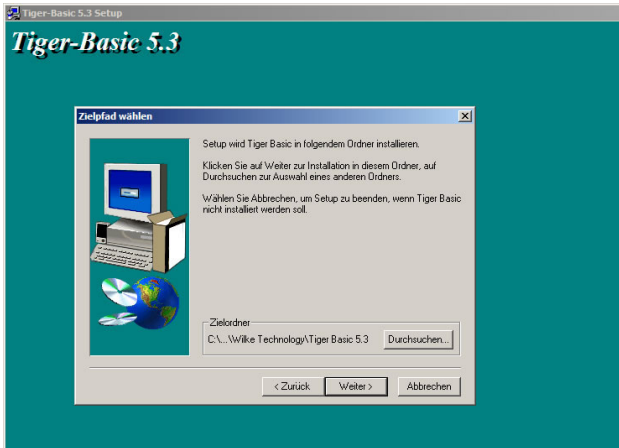 Tiger-Basic 5.3 Setup
Tiger-Basic 5.3
Zielpfad wählen
Setup wird Tiger Basic in folgendem Ordner installieren.
Klicken Sie auf Weiter zur Installation in diesem Ordner, auf
Durchsuchen zur Auswahl eines anderen Ordners.
Wählen Sie Abbrechen, um Setup zu beenden, wenn Tiger Basic
nicht installiert werden soll.
Zielordner
C:\...\Wilke Technology\Tiger Basic 5.3
Durchsuchen...
< Zurück
Weiter >
Abbrechen